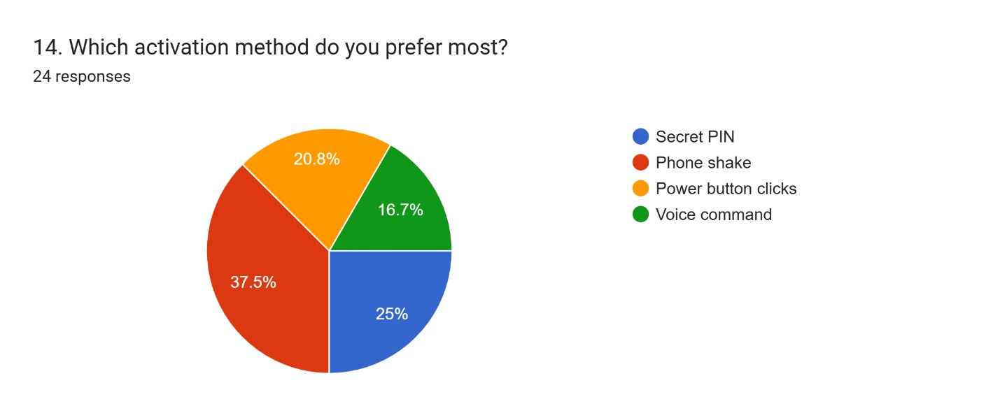 14. Which activation method do you prefer most?
24 responses
Secret PIN
Phone shake
Power button clicks
Voice command
20.8%
16.7%
37.5%
25%